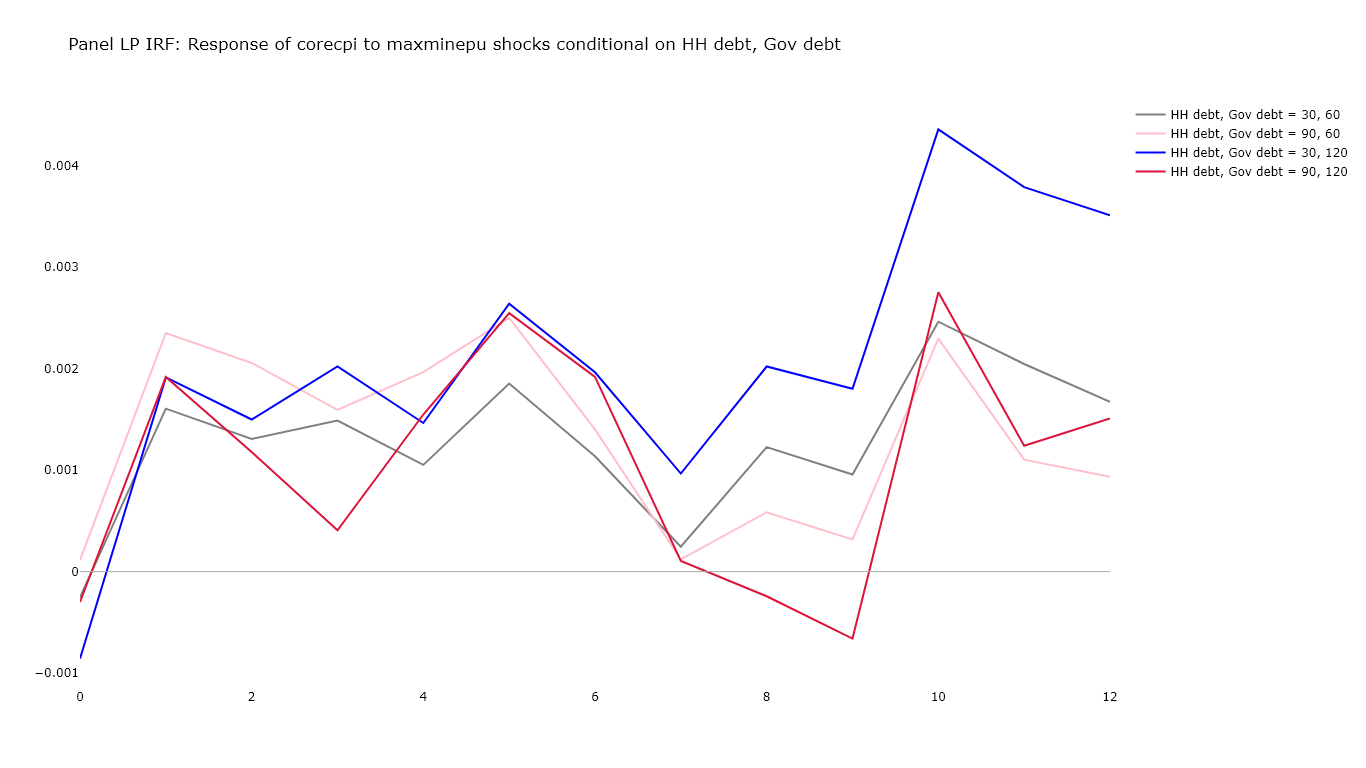 Panel LP IRF: Response of corecpi to maxminepu shocks conditional on HH debt, Gov debt
HH debt, Gov debt = 30, 60
HH debt, Gov debt = 90, 60
HH debt, Gov debt = 30, 120
HH debt, Gov debt = 90, 120
0.004
0.003
0.002
0.001
0
−0.001
0 2 4 6 8 10 12